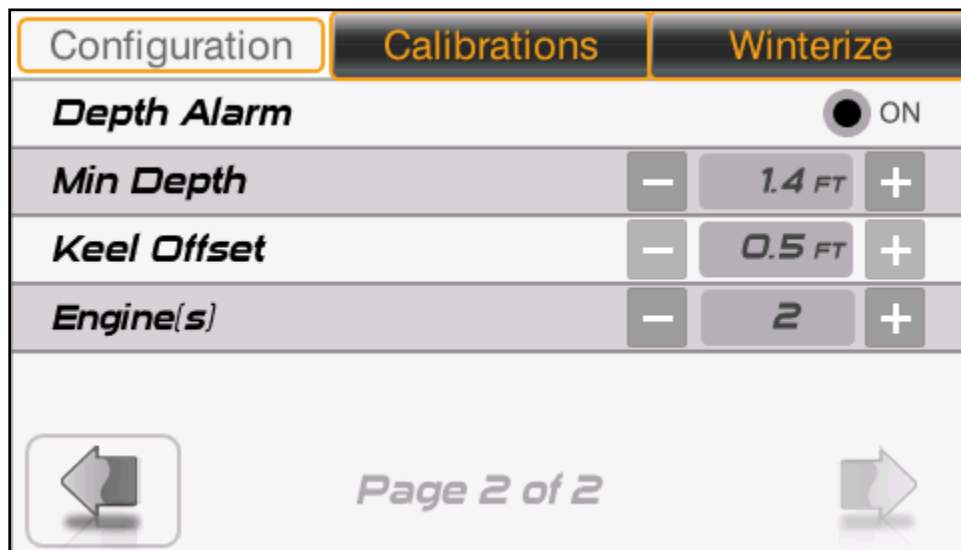 Configuration Calibrations Winterize
Depth Alarm ON
Min Depth − 1.4 FT +
Keel Offset − 0.5 FT +
Engine(s) − 2 +
Page 2 of 2